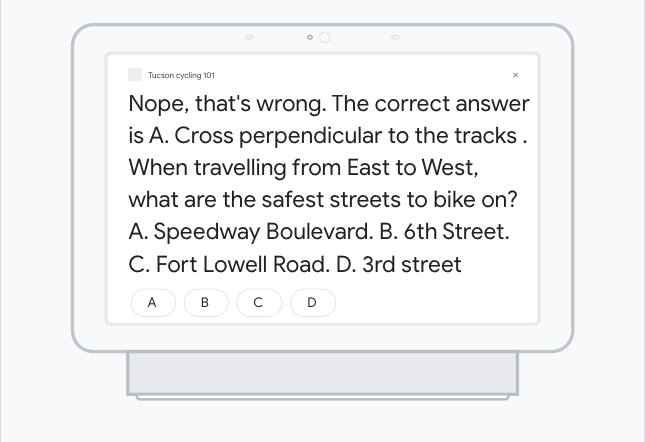 Tucson cycling 101 ×
Nope, that's wrong. The correct answer
is A. Cross perpendicular to the tracks .
When travelling from East to West,
what are the safest streets to bike on?
A. Speedway Boulevard. B. 6th Street.
C. Fort Lowell Road. D. 3rd street
A B C D